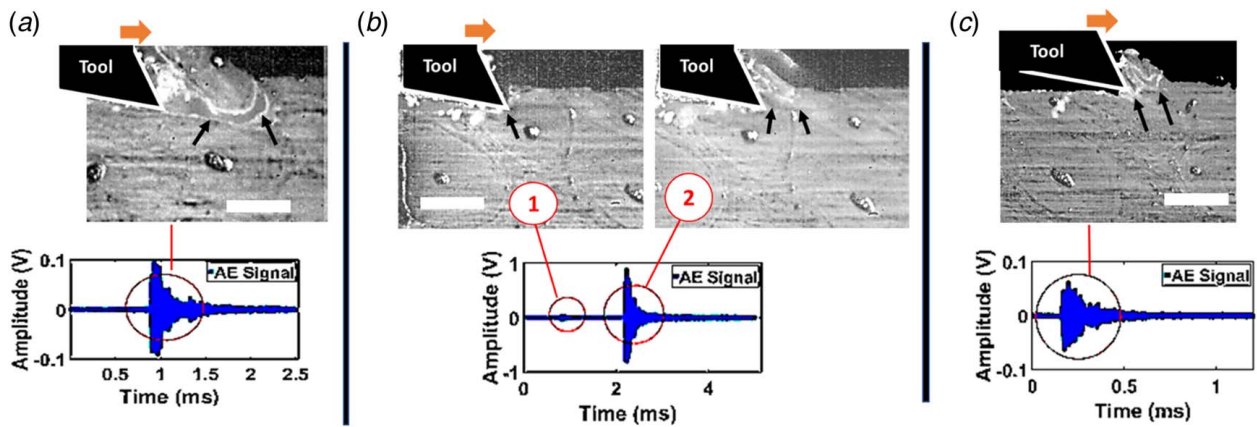 (a)
Tool
Amplitude (V)
0.1
0
-0.1
AE Signal
0.5 1 1.5 2 2.5
Time (ms)
(b)
Tool
Tool
1
2
Amplitude (V)
1
0
-1
AE Signal
0 2 4
Time (ms)
(c)
Tool
Amplitude (V)
0.1
0
-0.1
AE Signal
0 0.5 1
Time (ms)